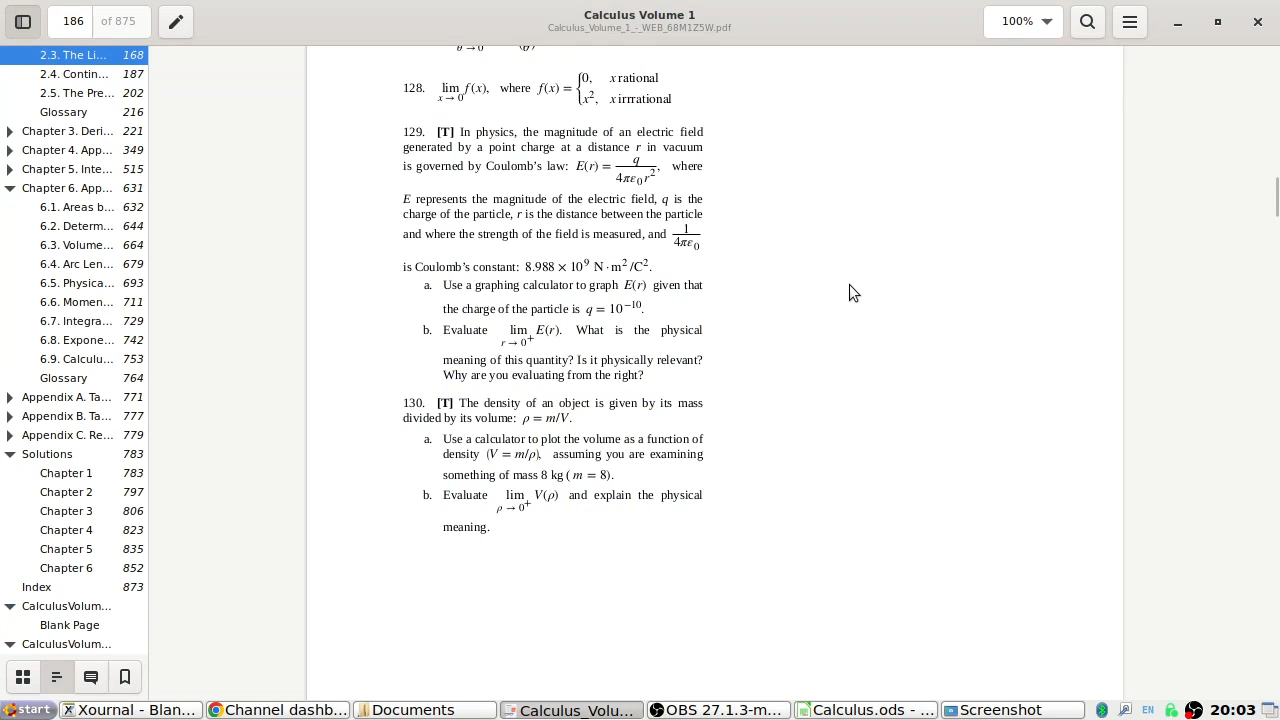 Calculus Volume 1
Calculus_Volume_1_-_WEB_68M1Z5W.pdf
186 of 875
100%
2.3. The Li... 168
2.4. Contin... 187
2.5. The Pre... 202
Glossary 216
Chapter 3. Deri... 221
Chapter 4. App... 349
Chapter 5. Inte... 515
Chapter 6. App... 631
6.1. Areas b... 632
6.2. Determ... 644
6.3. Volume... 664
6.4. Arc Len... 679
6.5. Physica... 693
6.6. Momen... 711
6.7. Integra... 729
6.8. Expone... 742
6.9. Calculu... 753
Glossary 764
Appendix A. Ta... 771
Appendix B. Ta... 777
Appendix C. Re... 779
Solutions 783
Chapter 1 783
Chapter 2 797
Chapter 3 806
Chapter 4 823
Chapter 5 835
Chapter 6 852
Index 873
CalculusVolum...
Blank Page
CalculusVolum...
128. lim x → 0 f(x), where f(x) = {0, x rational
x², x irrrational
129. [T] In physics, the magnitude of an electric field
generated by a point charge at a distance r in vacuum
is governed by Coulomb's law: E(r) = q/(4πε₀r²), where
E represents the magnitude of the electric field, q is the
charge of the particle, r is the distance between the particle
and where the strength of the field is measured, and 1/(4πε₀)
is Coulomb's constant: 8.988 × 10⁹ N · m²/C².
a. Use a graphing calculator to graph E(r) given that
the charge of the particle is q = 10⁻¹⁰.
b. Evaluate lim r → 0⁺ E(r). What is the physical
meaning of this quantity? Is it physically relevant?
Why are you evaluating from the right?
130. [T] The density of an object is given by its mass
divided by its volume: ρ = m/V.
a. Use a calculator to plot the volume as a function of
density (V = m/ρ), assuming you are examining
something of mass 8 kg (m = 8).
b. Evaluate lim ρ → 0⁺ V(ρ) and explain the physical
meaning.
start Xournal - Blan... Channel dashb... Documents Calculus_Volu... OBS 27.1.3-m... Calculus.ods - ... Screenshot EN 20:03